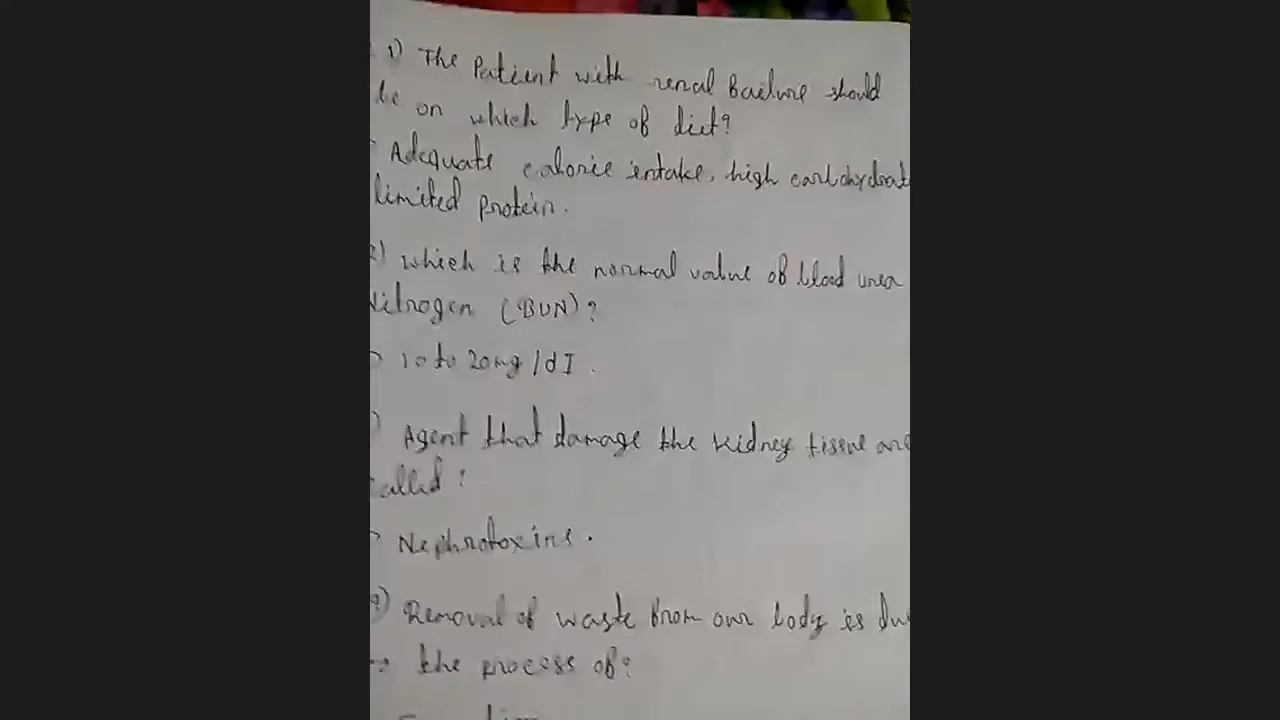 1) The Patient with renal failure should
be on which type of diet?
Adequate calorie intake, high carbohydrate
limited protein.
2) which is the normal value of blood urea
Nitrogen (BUN)?
10 to 20mg/dI.
Agent that damage the kidney tissue are
called?
Nephrotoxins.
4) Removal of waste from our body is due
→ the process of?